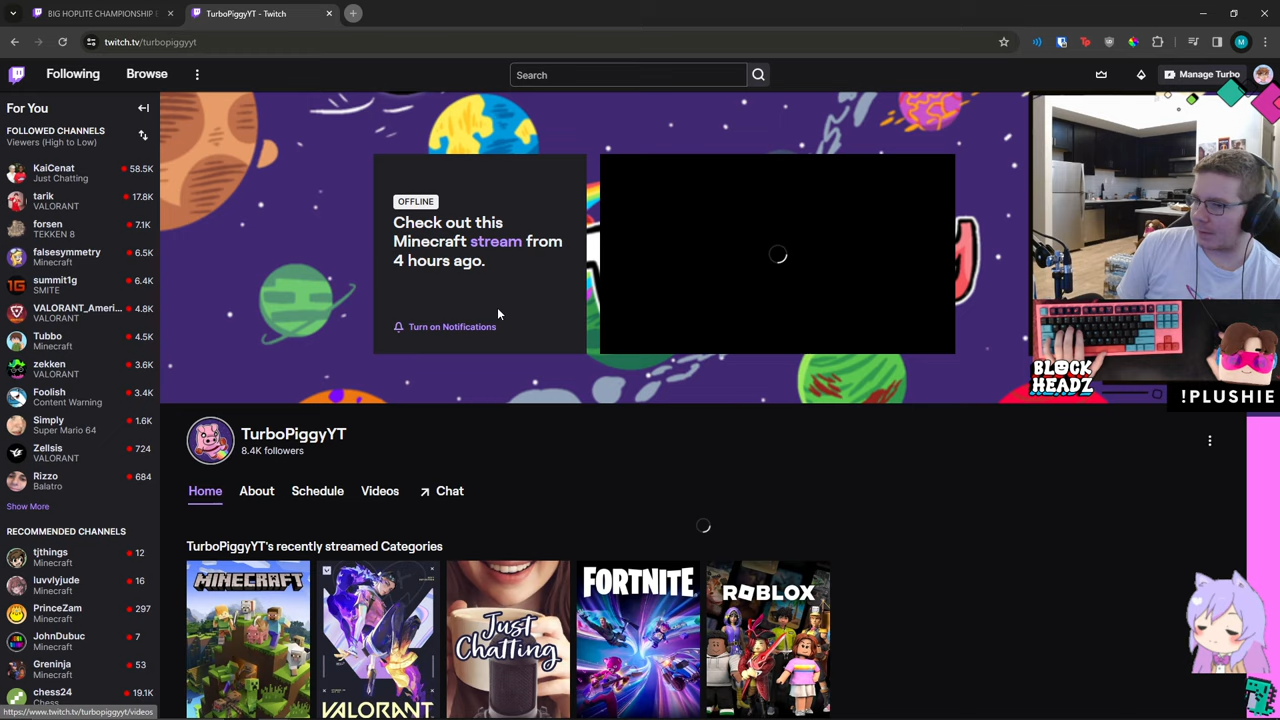 BIG HOPLITE CHAMPIONSHIP
TurboPiggyYT - Twitch
twitch.tv/turbopiggyyt
Following
Browse
Search
Manage Turbo
For You
FOLLOWED CHANNELS
Viewers (High to Low)
KaiCenat
58.5K
Just Chatting
tarik
17.8K
VALORANT
forsen
7.1K
TEKKEN 8
falsesymmetry
6.5K
Minecraft
summit1g
6.4K
SMITE
VALORANT_Ameri...
4.8K
VALORANT
Tubbo
4.5K
Minecraft
zekken
3.6K
VALORANT
Foolish
3.4K
Content Warning
Simply
1.6K
Super Mario 64
Zellsis
724
VALORANT
Rizzo
684
Balatro
Show More
RECOMMENDED CHANNELS
tjthings
12
Minecraft
luvvlyjude
16
Minecraft
PrinceZam
297
Minecraft
JohnDubuc
7
Minecraft
Greninja
53
Minecraft
chess24
19.1K
Chess
https://www.twitch.tv/turbopiggyyt/videos
OFFLINE
Check out this
Minecraft stream from
4 hours ago.
Turn on Notifications
BLOCK
HEADZ
!PLUSHIE
TurboPiggyYT
8.4K followers
Home
About
Schedule
Videos
Chat
TurboPiggyYT's recently streamed Categories
MINECRAFT
VALORANT
Just
Chatting
FORTNITE
ROBLOX